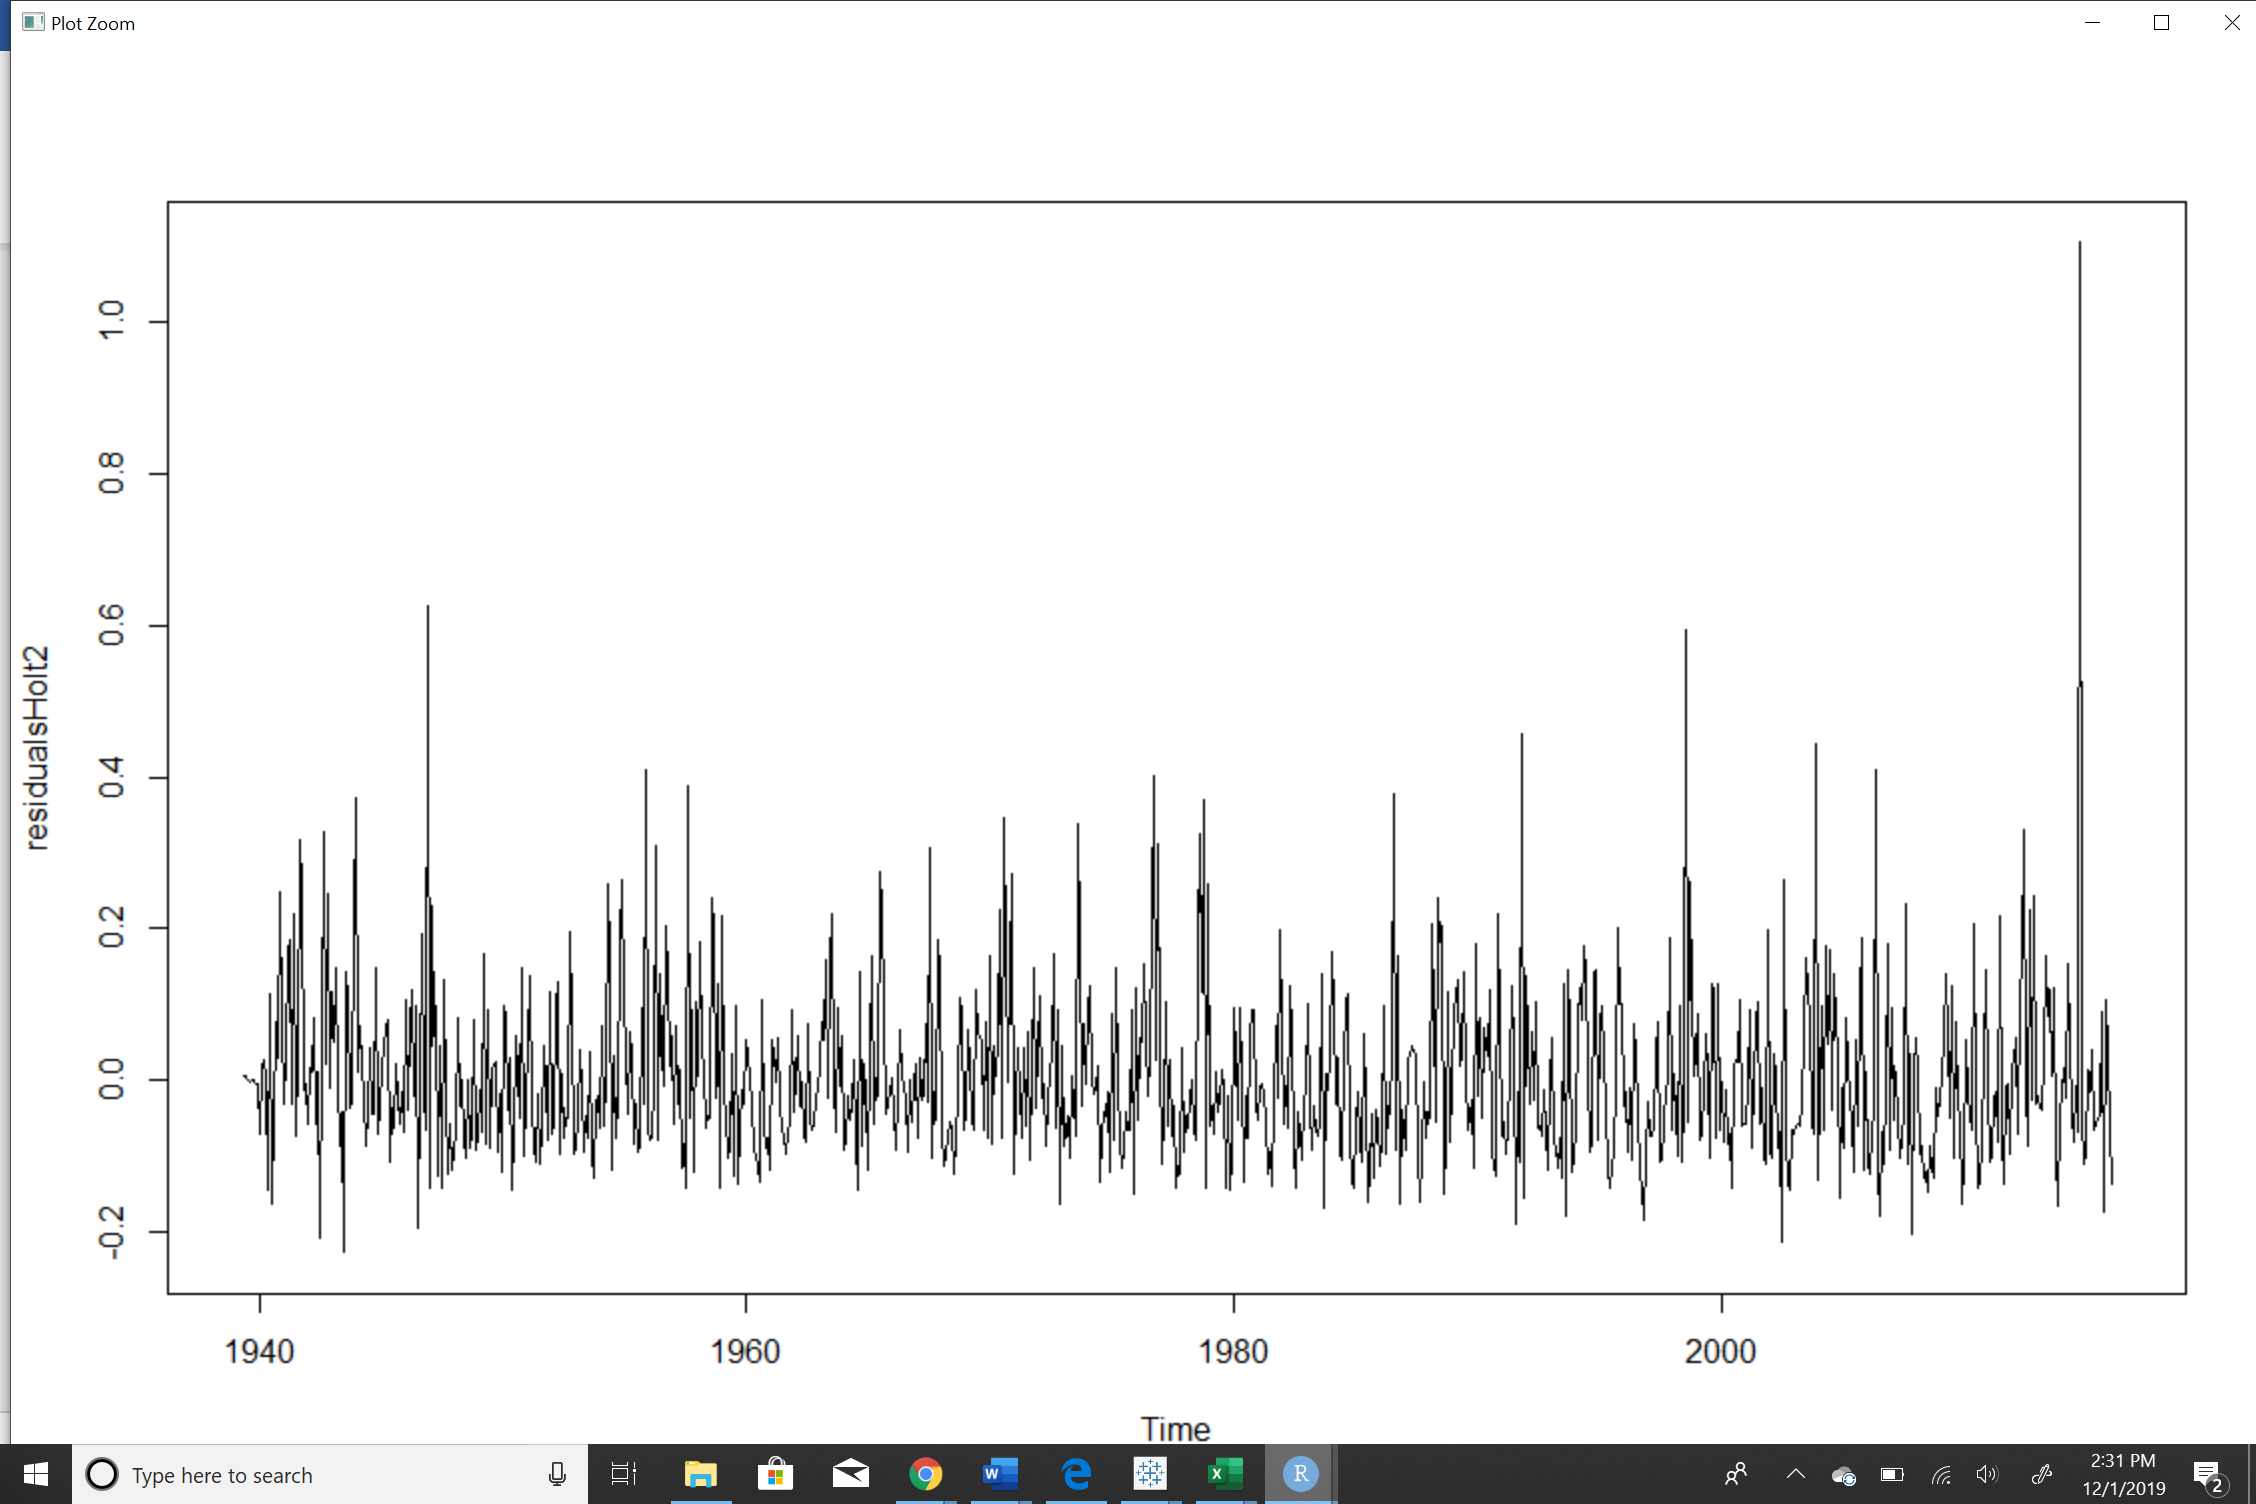 Plot Zoom
1.0
0.8
0.6
0.4
0.2
0.0
-0.2
residualsHolt2
1940 1960 1980 2000
Time
Type here to search
W
X
R
2:31 PM
12/1/2019
2